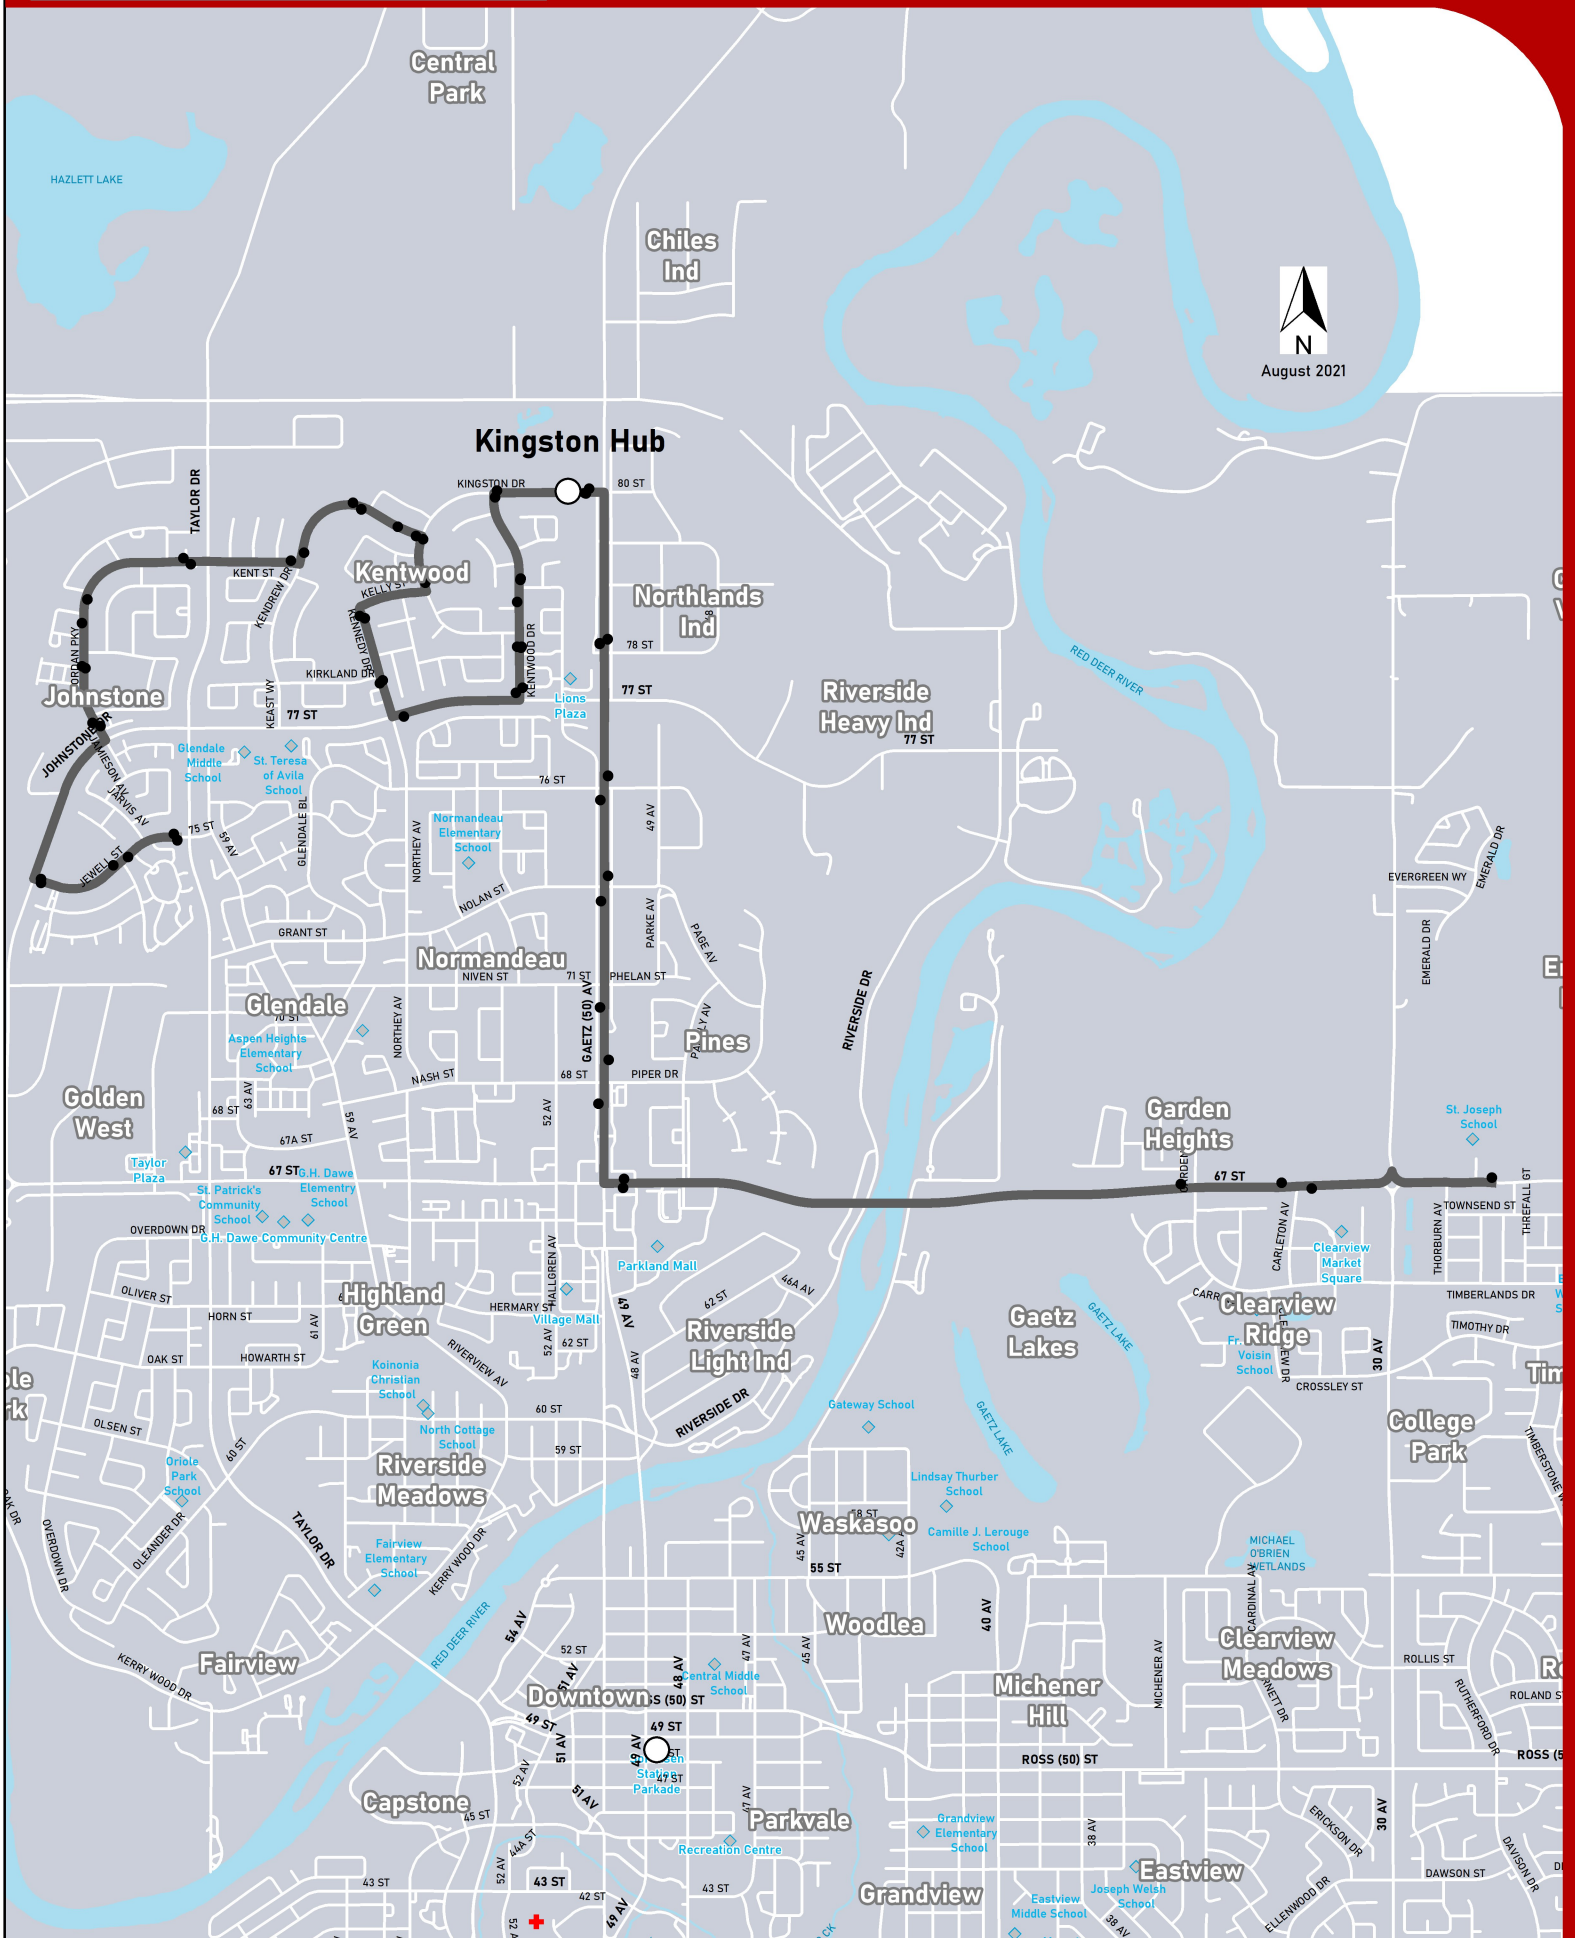 Central
Park
HAZLETT LAKE
Chiles
Ind
N
August 2021
Kingston Hub
TAYLOR DR
KINGSTON DR
80 ST
KENT ST
KENDREW DR
Kentwood
KELLY ST
KENNEDY DR
Northlands
Ind
78 ST
KENTWOOD DR
KIRKLAND DR
Johnstone
KEAST WY
77 ST
Lions
Plaza
77 ST
RED DEER RIVER
Riverside
Heavy Ind
77 ST
JOHNSTONE DR
JAMIESON AV
JARVIS AV
Glendale
Middle
School
St. Teresa
of Avila
School
76 ST
75 ST
59 AV
GLENDALE BL
NORTHEY AV
Normandeau
Elementary
School
49 AV
JEWELL ST
NOLAN ST
EVERGREEN WY
EMERALD DR
EMERALD DR
GRANT ST
PARKE AV
PAGE AV
Normandeau
NIVEN ST
71 ST
PHELAN ST
GAETZ (50) AV
RIVERSIDE DR
Glendale
70 ST
NORTHEY AV
Aspen Heights
Elementary
School
Pines
NASH ST
68 ST
PIPER DR
Golden
West
63 AV
68 ST
59 AV
52 AV
67A ST
Garden
Heights
St. Joseph
School
Taylor
Plaza
67 ST
G.H. Dawe
Elementry
School
St. Patrick's
Community
School
67 ST
TOWNSEND ST
THREFALL GT
OVERDOWN DR
G.H. Dawe Community Centre
CARLETON AV
THORBURN AV
Clearview
Market
Square
Parkland Mall
HALLGREN AV
46A AV
OLIVER ST
Highland
Green
HERMARY ST
Village Mall
49 AV
62 ST
TIMBERLANDS DR
Clearview
Ridge
GAETZ LAKE
Gaetz
Lakes
HORN ST
61 AV
Riverside
Light Ind
TIMOTHY DR
OAK ST
HOWARTH ST
RIVERVIEW AV
52 AV
62 ST
48 AV
Voisin
School
30 AV
CROSSLEY ST
Koinonia
Christian
School
RIVERSIDE DR
60 ST
Gateway School
GAETZ LAKE
College
Park
OLSEN ST
North Cottage
School
59 ST
60 ST
Oriole
Park
School
Riverside
Meadows
Lindsay Thurber
School
Waskasoo
Camille J. Lerouge
School
45 AV
OVERDOWN DR
OLEANDER DR
TAYLOR DR
Fairview
Elementary
School
KERRY WOOD DR
55 ST
MICHAEL
O'BRIEN
WETLANDS
CARDINAL AV
RED DEER RIVER
54 AV
Woodlea
40 AV
52 ST
47 AV
45 AV
MICHENER AV
Clearview
Meadows
ROLLIS ST
Fairview
KERRY WOOD DR
51 AV
48 AV
Central Middle
School
Downtown
Michener
Hill
RUTHERFORD DR
49 ST
49 ST
51 AV
49 AV
ROSS (50) ST
Station
Parkade
47 ST
52 AV
51 AV
47 AV
Capstone
45 ST
Parkvale
Grandview
Elementary
School
38 AV
ERICKSON DR
30 AV
44A ST
Recreation Centre
DAVISON DR
52 AV
Eastview
DAWSON ST
43 ST
43 ST
42 ST
43 ST
Grandview
Joseph Welsh
School
Eastview
Middle School
49 AV
38 AV
ELLENWOOD DR